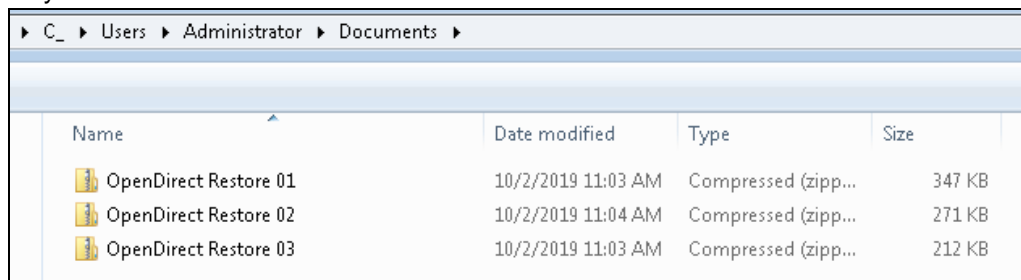 C_ Users Administrator Documents
Name Date modified Type Size
OpenDirect Restore 01 10/2/2019 11:03 AM Compressed (zipp... 347 KB
OpenDirect Restore 02 10/2/2019 11:04 AM Compressed (zipp... 271 KB
OpenDirect Restore 03 10/2/2019 11:03 AM Compressed (zipp... 212 KB